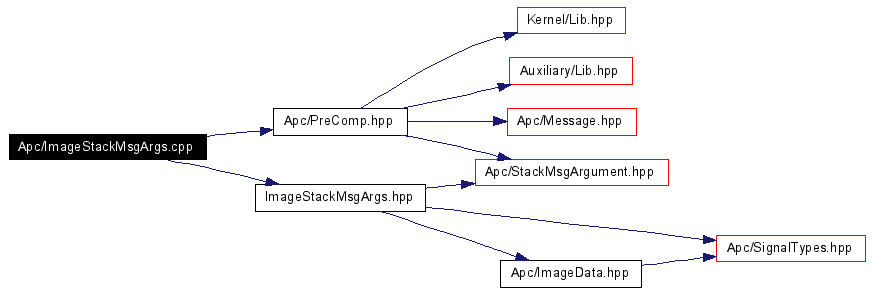 Kernel/Lib.hpp
Auxiliary/Lib.hpp
Apc/PreComp.hpp
Apc/Message.hpp
Apc/ImageStackMsgArgs.cpp
Apc/StackMsgArgument.hpp
ImageStackMsgArgs.hpp
Apc/SignalTypes.hpp
Apc/ImageData.hpp